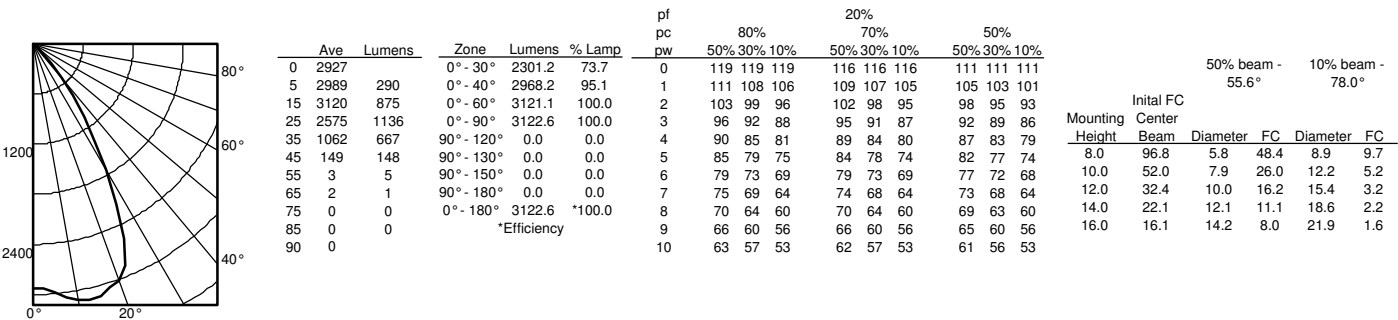 80°
60°
40°
20°
0°
1200
2400
Ave Lumens
0 2927
5 2989 290
15 3120 875
25 2575 1136
35 1062 667
45 149 148
55 3 5
65 2 1
75 0 0
85 0 0
90 0
Zone Lumens % Lamp
0° - 30° 2301.2 73.7
0° - 40° 2968.2 95.1
0° - 60° 3121.1 100.0
0° - 90° 3122.6 100.0
90° - 120° 0.0 0.0
90° - 130° 0.0 0.0
90° - 150° 0.0 0.0
90° - 180° 0.0 0.0
0° - 180° 3122.6 *100.0
*Efficiency
pf 20%
pc 80% 70% 50%
pw 50% 30% 10% 50% 30% 10% 50% 30% 10%
0 119 119 119 116 116 116 111 111 111
1 111 108 106 109 107 105 105 103 101
2 103 99 96 102 98 95 98 95 93
3 96 92 88 95 91 87 92 89 86
4 90 85 81 89 84 80 87 83 79
5 85 79 75 84 78 74 82 77 74
6 79 73 69 79 73 69 77 72 68
7 75 69 64 74 68 64 73 68 64
8 70 64 60 70 64 60 69 63 60
9 66 60 56 66 60 56 65 60 56
10 63 57 53 62 57 53 61 56 53
50% beam - 10% beam -
55.6° 78.0°
Inital FC
Mounting Center
Height Beam Diameter FC Diameter FC
8.0 96.8 5.8 48.4 8.9 9.7
10.0 52.0 7.9 26.0 12.2 5.2
12.0 32.4 10.0 16.2 15.4 3.2
14.0 22.1 12.1 11.1 18.6 2.2
16.0 16.1 14.2 8.0 21.9 1.6